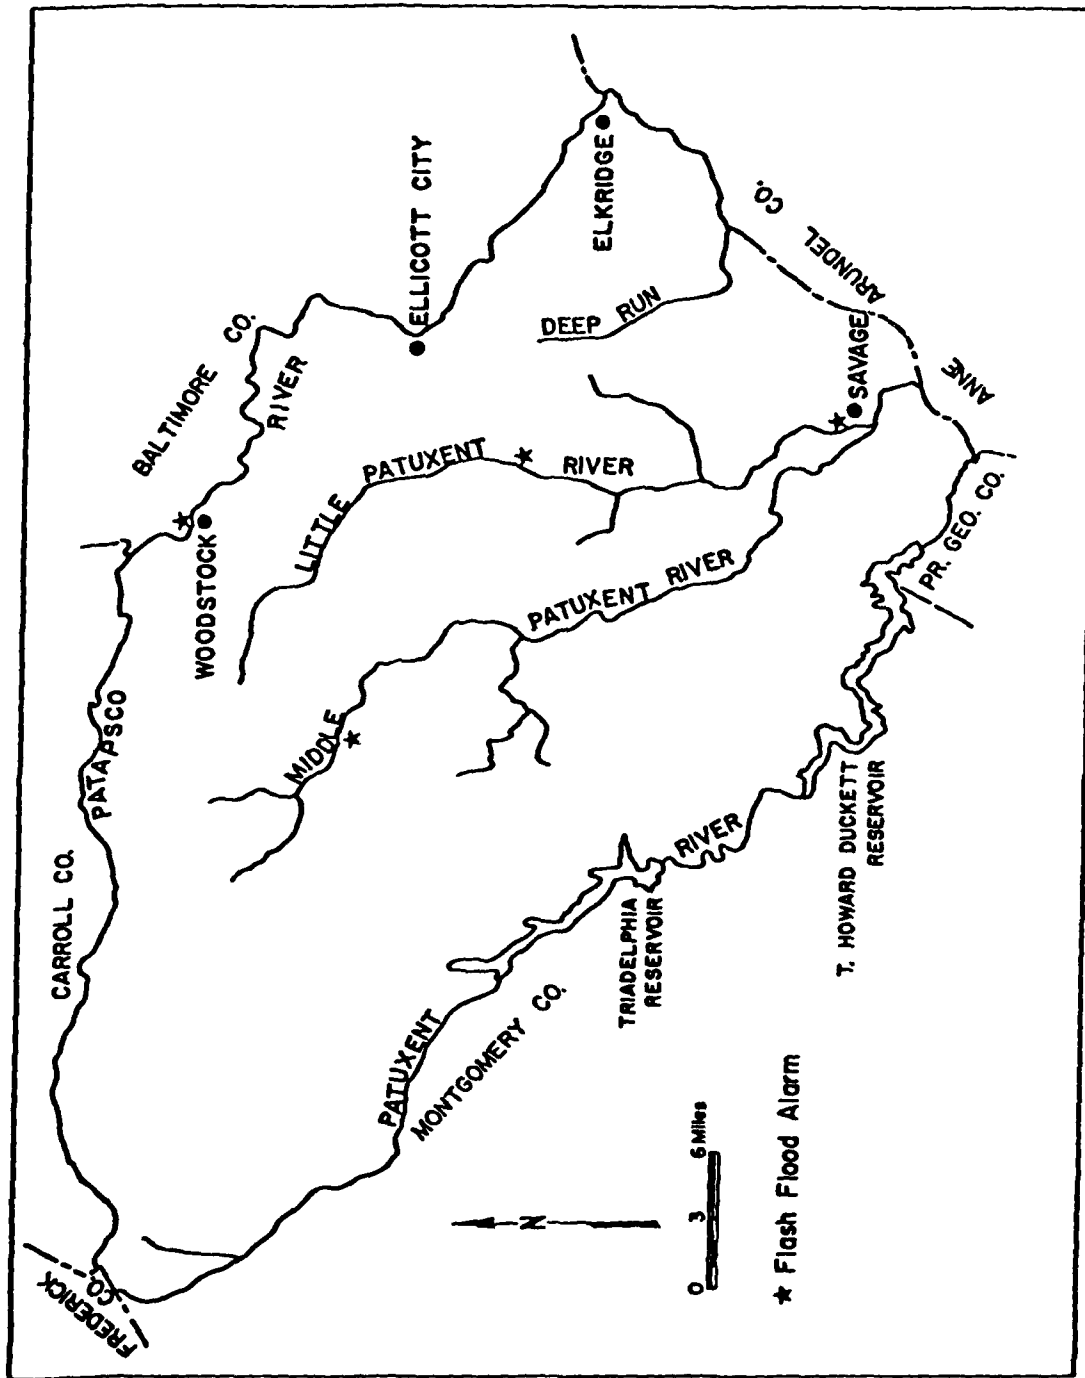 FREDERICK
CO.
CARROLL CO.
PATAPSCO
RIVER
BALTIMORE CO.
WOODSTOCK
ELLICOTT CITY
ELKRIDGE
LITTLE PATUXENT RIVER
DEEP RUN
MIDDLE PATUXENT RIVER
SAVAGE
ANNE ARUNDEL CO.
PATUXENT RIVER
MONTGOMERY CO.
TRIADELPHIA
RESERVOIR
T. HOWARD DUCKETT
RESERVOIR
PR. GEO. CO.
N
0 3 6 Miles
★ Flash Flood Alarm